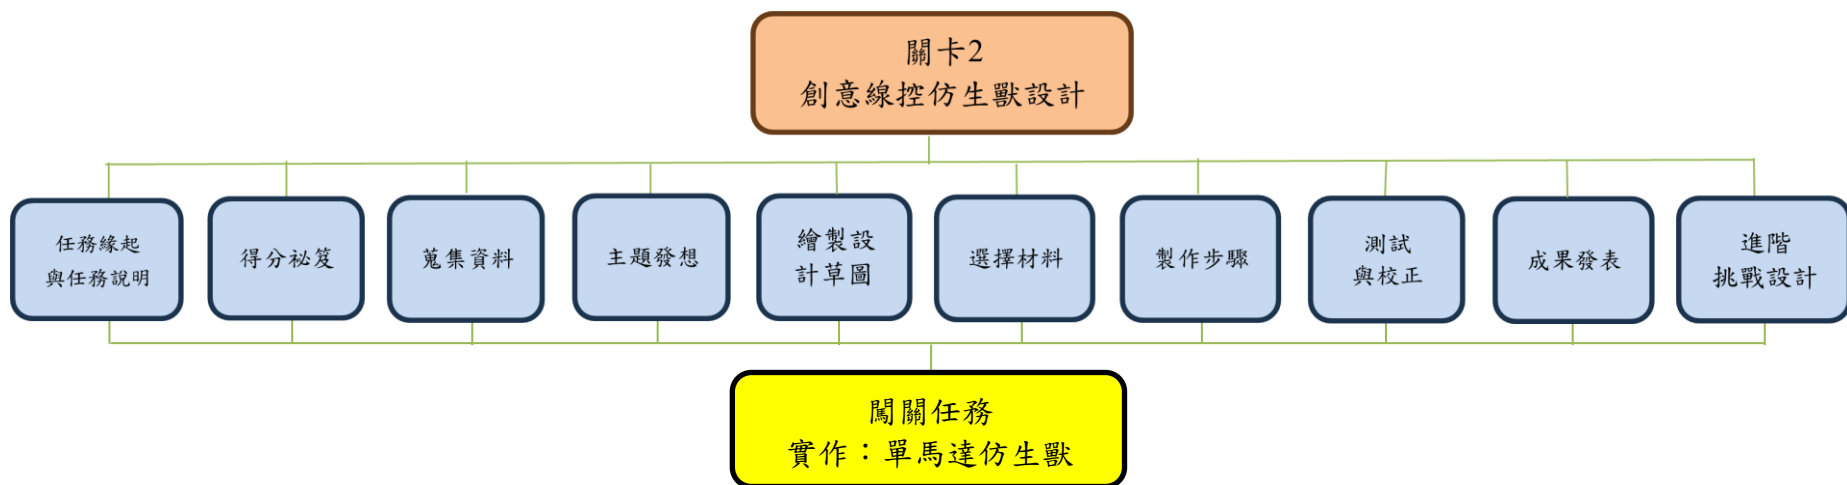 關卡2
創意線控仿生獸設計
任務緣起
與任務說明
得分祕笈
蒐集資料
主題發想
繪製設
計草圖
選擇材料
製作步驟
測試
與校正
成果發表
進階
挑戰設計
闖關任務
實作：單馬達仿生獸